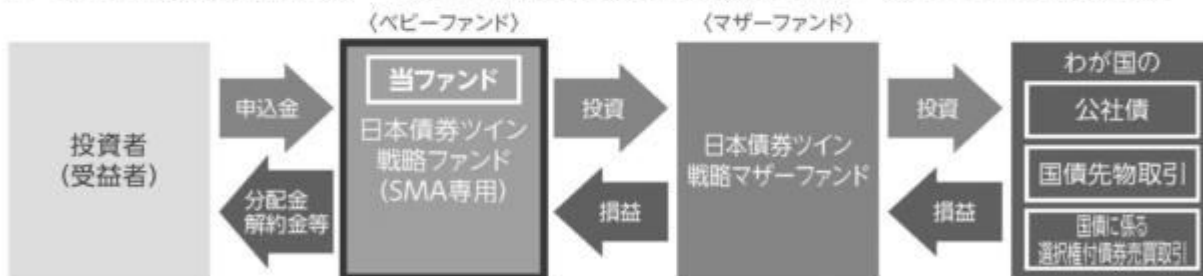 〈ベビーファンド〉
〈マザーファンド〉
投資者
(受益者)
申込金
分配金
解約金等
当ファンド
日本債券ツイン
戦略ファンド
(SMA専用)
投資
損益
日本債券ツイン
戦略マザーファンド
投資
損益
わが国の
公社債
国債先物取引
国債に係る
選択権付債券売買取引